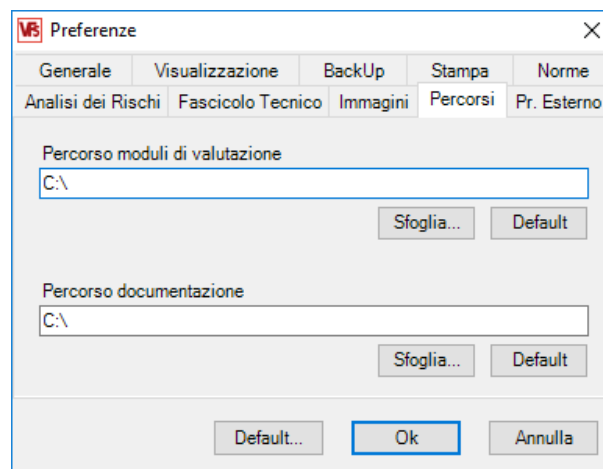 VFs Preferenze
Generale Visualizzazione BackUp Stampa Norme
Analisi dei Rischi Fascicolo Tecnico Immagini Percorsi Pr. Esterno
Percorso moduli di valutazione
C:\
Sfoglia... Default
Percorso documentazione
C:\
Sfoglia... Default
Default... Ok Annulla